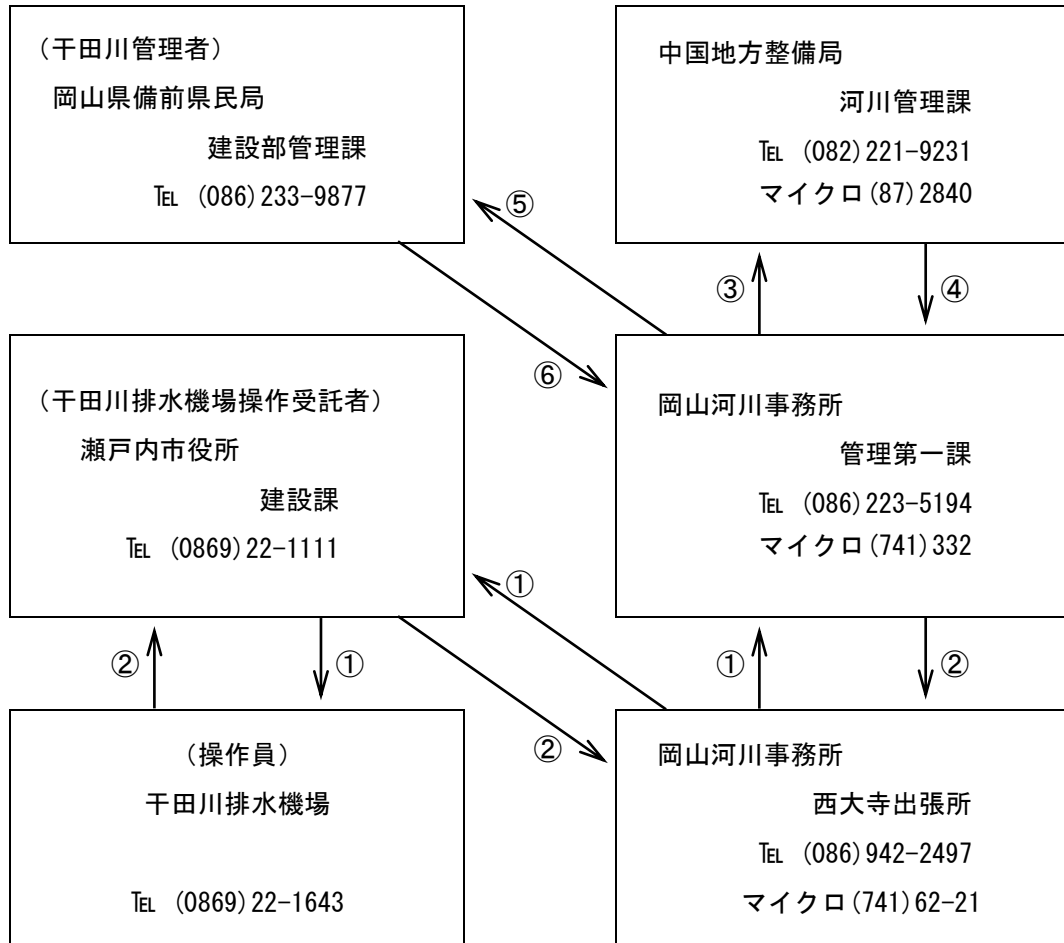 （干田川管理者）
岡山県備前県民局
建設部管理課
℡ (086)233-9877
中国地方整備局
河川管理課
℡ (082)221-9231
マイクロ(87)2840
⑤
③
④
⑥
（干田川排水機場操作受託者）
瀬戸内市役所
建設課
℡ (0869)22-1111
岡山河川事務所
管理第一課
℡ (086)223-5194
マイクロ(741)332
①
②
①
①
②
②
（操作員）
干田川排水機場
℡ (0869)22-1643
岡山河川事務所
西大寺出張所
℡ (086)942-2497
マイクロ(741)62-21